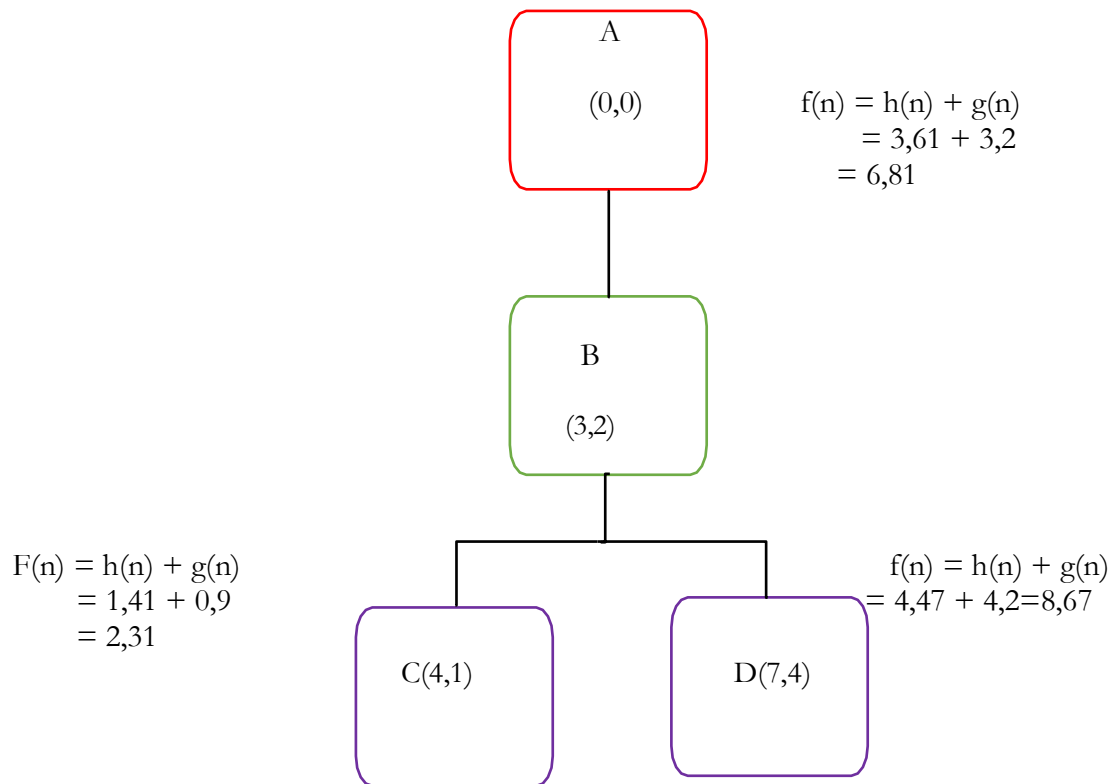 A
(0,0)
f(n) = h(n) + g(n)
= 3,61 + 3,2
= 6,81
B
(3,2)
F(n) = h(n) + g(n)
= 1,41 + 0,9
= 2,31
f(n) = h(n) + g(n)
= 4,47 + 4,2=8,67
C(4,1)
D(7,4)